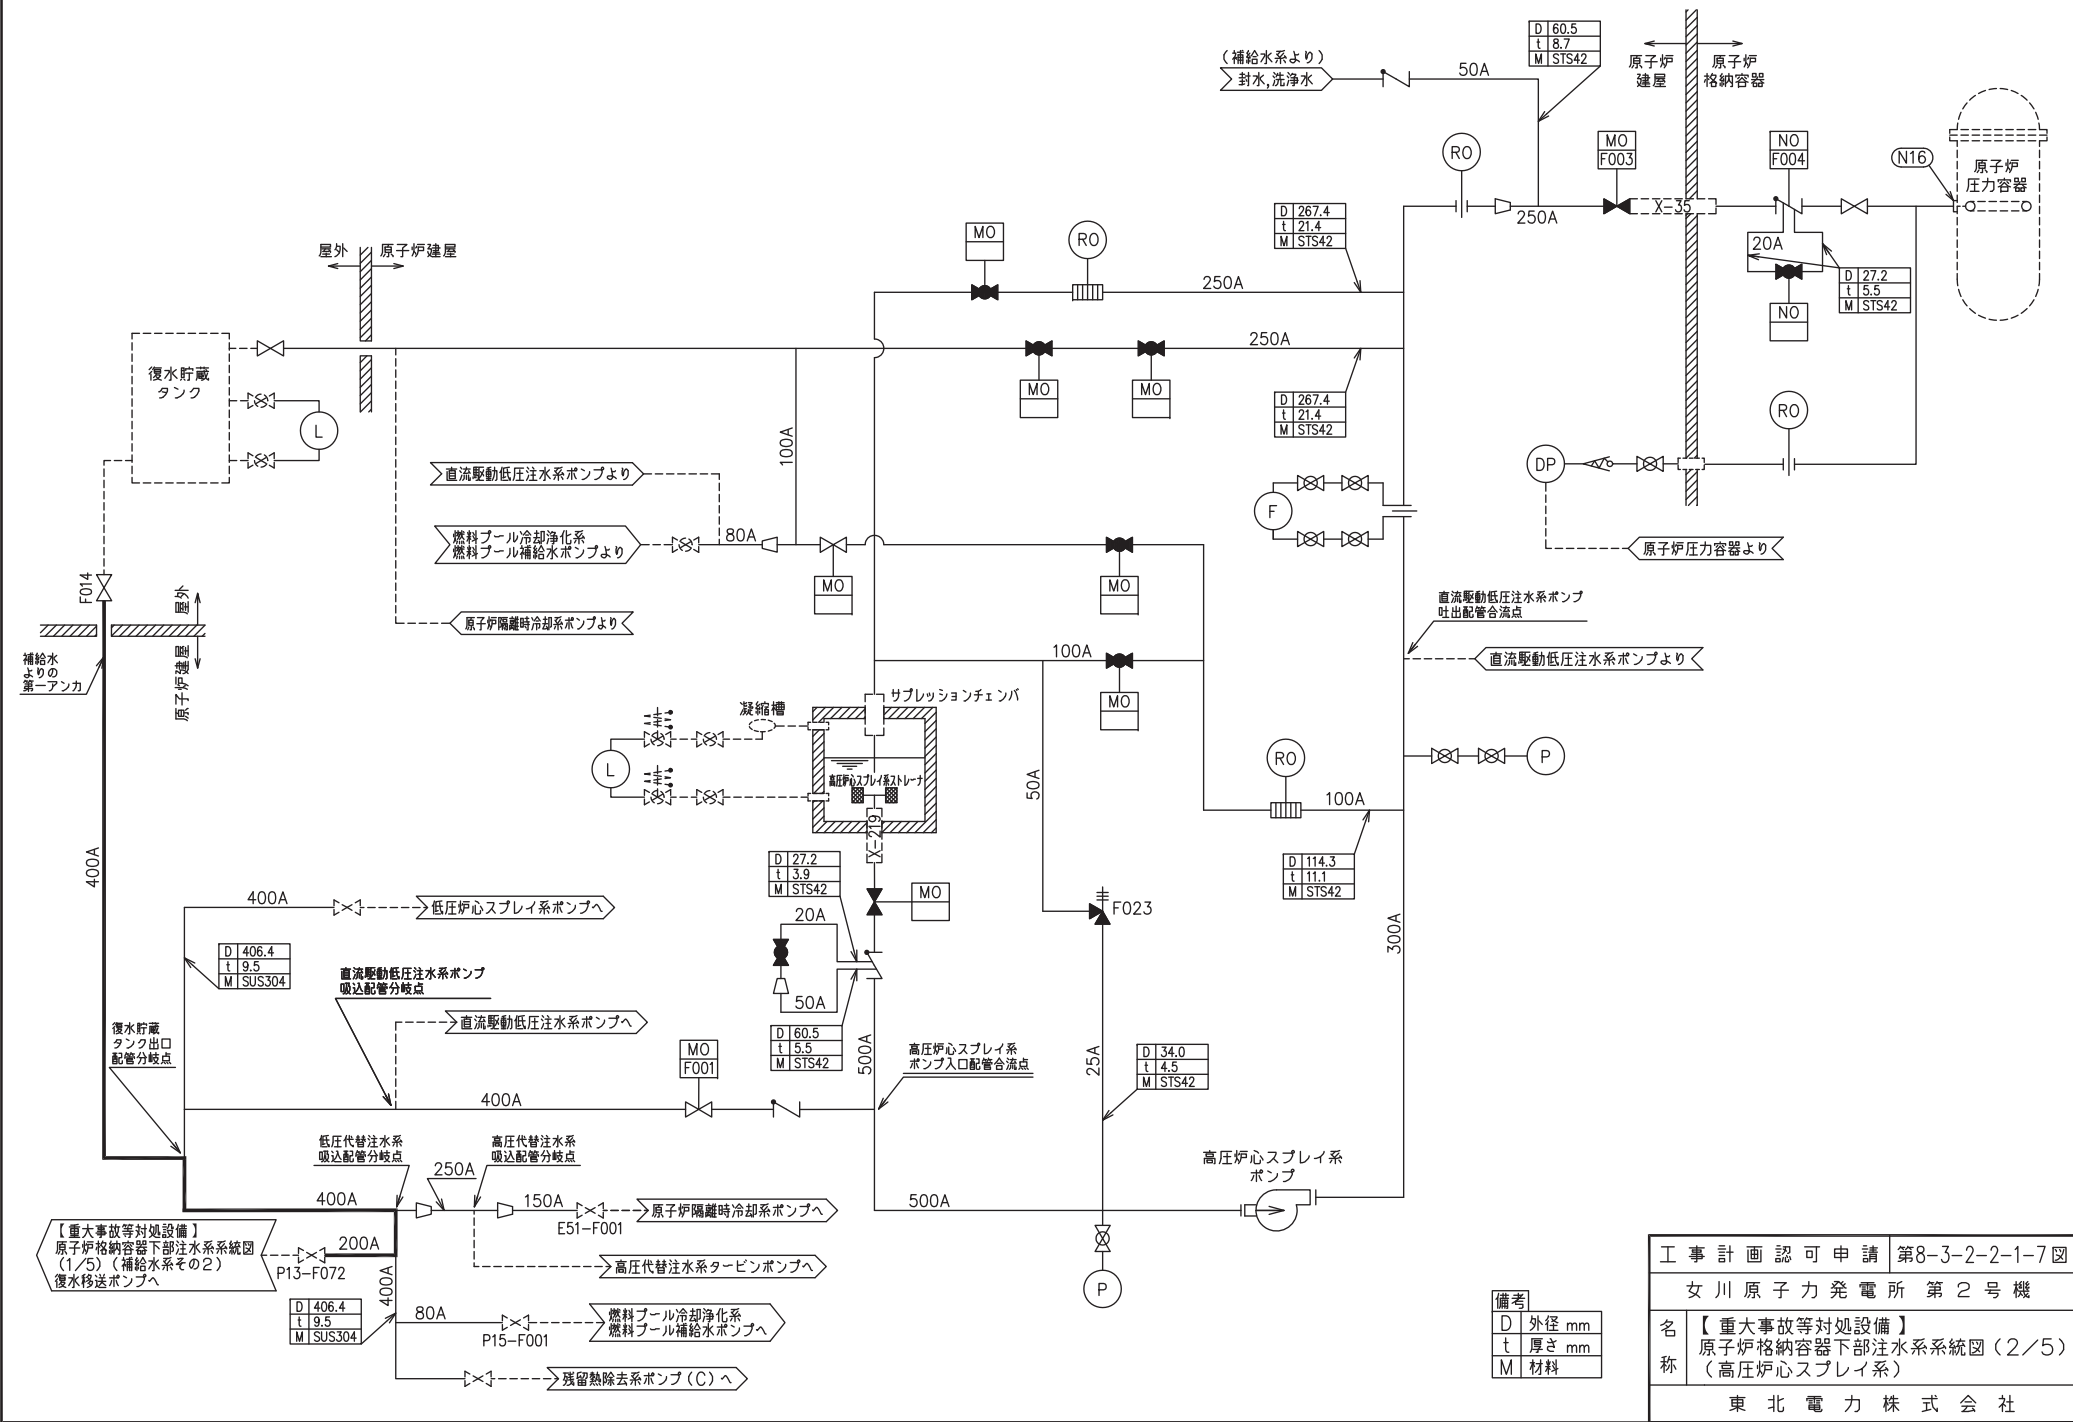 (補給水系より)
封水,洗浄水
50A
D 60.5
t 8.7
M STS42
原子炉
建屋
原子炉
格納容器
RO
MO
F003
NO
F004
N16
原子炉
圧力容器
250A
X-35
20A
D 27.2
t 5.5
M STS42
NO
RO
DP
原子炉圧力容器より
D 267.4
t 21.4
M STS42
MO
RO
250A
屋外
原子炉建屋
250A
MO
MO
D 267.4
t 21.4
M STS42
復水貯蔵
タンク
L
100A
F
直流駆動低圧注水系ポンプより
燃料プール冷却浄化系
燃料プール補給水ポンプより
80A
MO
MO
原子炉隔離時冷却系ポンプより
F014
屋外
原子炉建屋
補給水
よりの
第一アンカ
直流駆動低圧注水系ポンプ
吐出配管合流点
直流駆動低圧注水系ポンプより
100A
MO
サプレッションチェンバ
凝縮槽
L
高圧炉心スプレイ系ストレーナ
X-219
50A
RO
P
100A
D 114.3
t 11.1
M STS42
D 27.2
t 3.9
M STS42
MO
20A
50A
D 60.5
t 5.5
M STS42
500A
F023
300A
400A
400A
低圧炉心スプレイ系ポンプへ
D 406.4
t 9.5
M SUS304
直流駆動低圧注水系ポンプ
吸込配管分岐点
直流駆動低圧注水系ポンプへ
復水貯蔵
タンク出口
配管分岐点
MO
F001
400A
高圧炉心スプレイ系
ポンプ入口配管合流点
25A
D 34.0
t 4.5
M STS42
低圧代替注水系
吸込配管分岐点
高圧代替注水系
吸込配管分岐点
250A
400A
150A
E51-F001
原子炉隔離時冷却系ポンプへ
500A
高圧炉心スプレイ系
ポンプ
P
【重大事故等対処設備】
原子炉格納容器下部注水系系統図
(1/5)(補給水系その2)
復水移送ポンプへ
200A
P13-F072
高圧代替注水系タービンポンプへ
400A
D 406.4
t 9.5
M SUS304
80A
P15-F001
燃料プール冷却浄化系
燃料プール補給水ポンプへ
残留熱除去系ポンプ(C)へ
備考
D 外径 mm
t 厚さ mm
M 材料
工事計画認可申請 第8-3-2-2-1-7図
女川原子力発電所 第2号機
名称
【重大事故等対処設備】
原子炉格納容器下部注水系系統図(2/5)
(高圧炉心スプレイ系)
東北電力株式会社